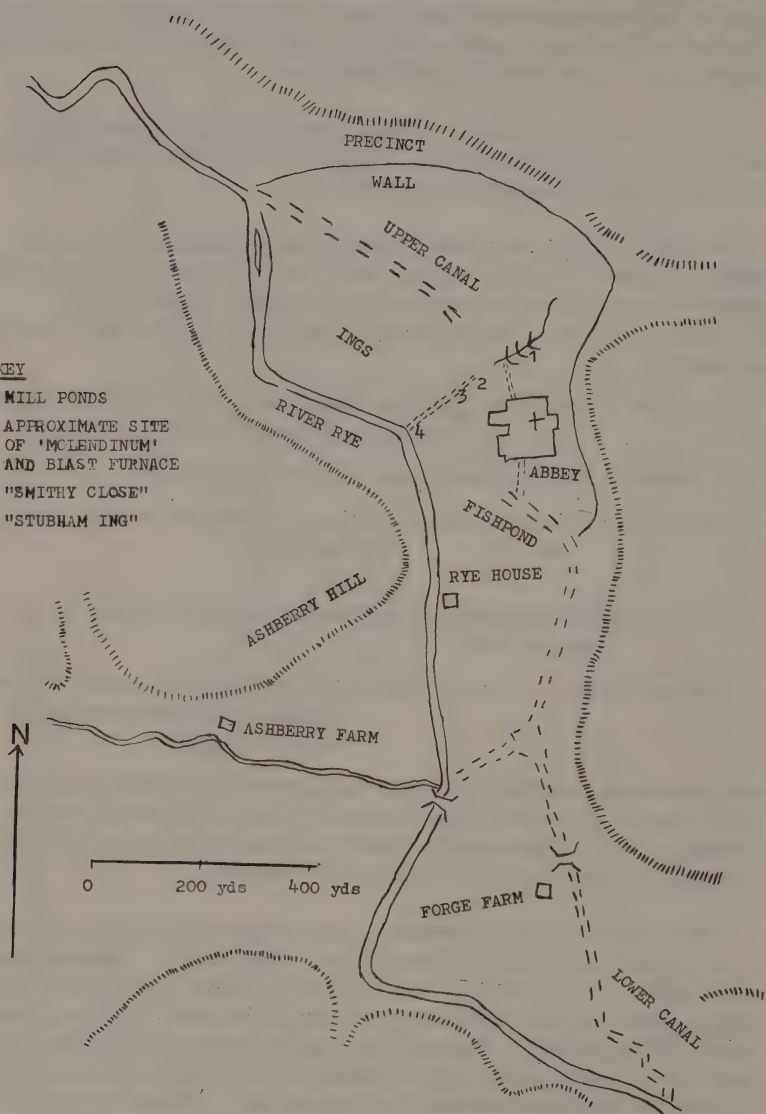 PRECINCT
WALL
UPPER CANAL
INGS
1
2
3
4
RIVER RYE
KEY
MILL PONDS
APPROXIMATE SITE
OF 'MOLENDINUM'
AND BLAST FURNACE
"SMITHY CLOSE"
"STUBHAM ING"
ABBEY
FISHPOND
RYE HOUSE
ASHBERRY HILL
ASHBERRY FARM
N
0 200 yds 400 yds
FORGE FARM
LOWER CANAL